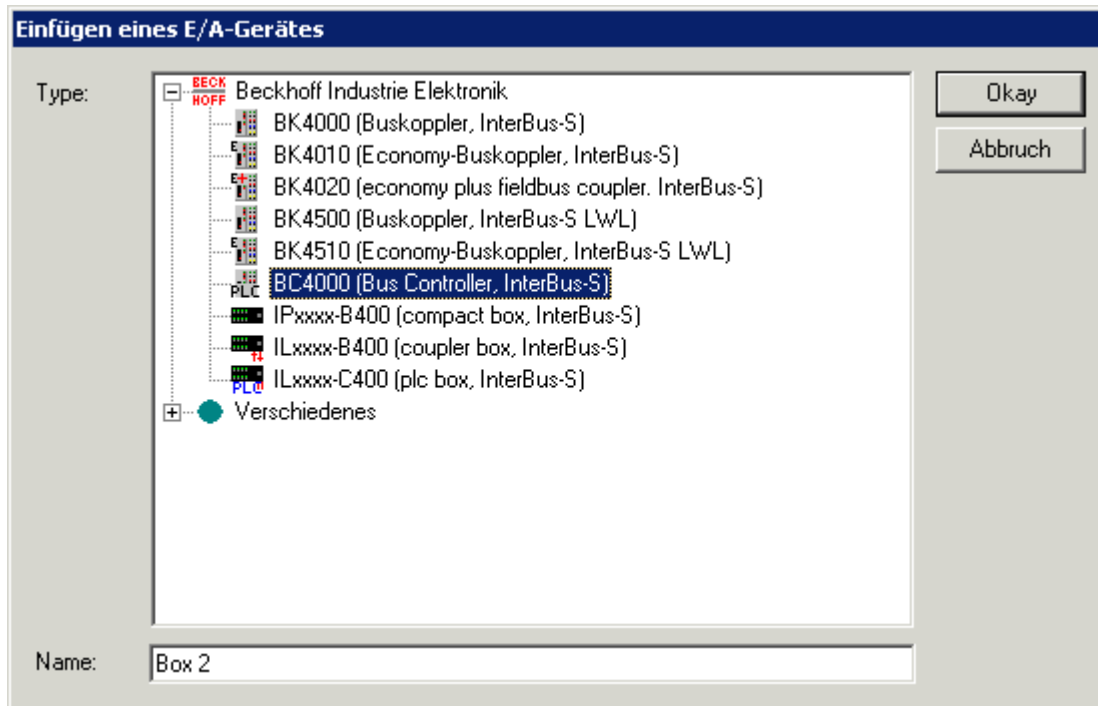 Einfügen eines E/A-Gerätes
Type:
BECK
HOFF
Beckhoff Industrie Elektronik
Okay
BK4000 (Buskoppler, InterBus-S)
E
BK4010 (Economy-Buskoppler, InterBus-S)
Abbruch
E+
BK4020 (economy plus fieldbus coupler. InterBus-S)
BK4500 (Buskoppler, InterBus-S LWL)
E
BK4510 (Economy-Buskoppler, InterBus-S LWL)
PLC
BC4000 (Bus Controller, InterBus-S)
IPxxxx-B400 (compact box, InterBus-S)
ILxxxx-B400 (coupler box, InterBus-S)
PLC
ILxxxx-C400 (plc box, InterBus-S)
Verschiedenes
Name:
Box 2